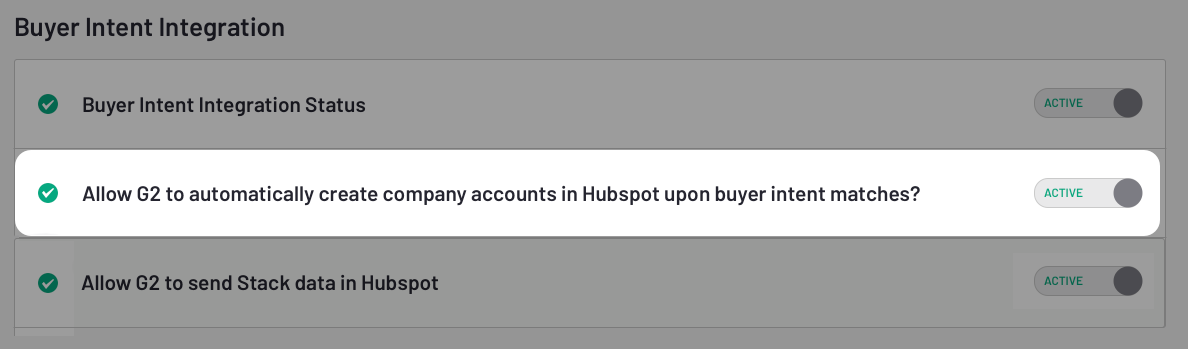 Buyer Intent Integration
Buyer Intent Integration Status
ACTIVE
Allow G2 to automatically create company accounts in Hubspot upon buyer intent matches?
ACTIVE
Allow G2 to send Stack data in Hubspot
ACTIVE